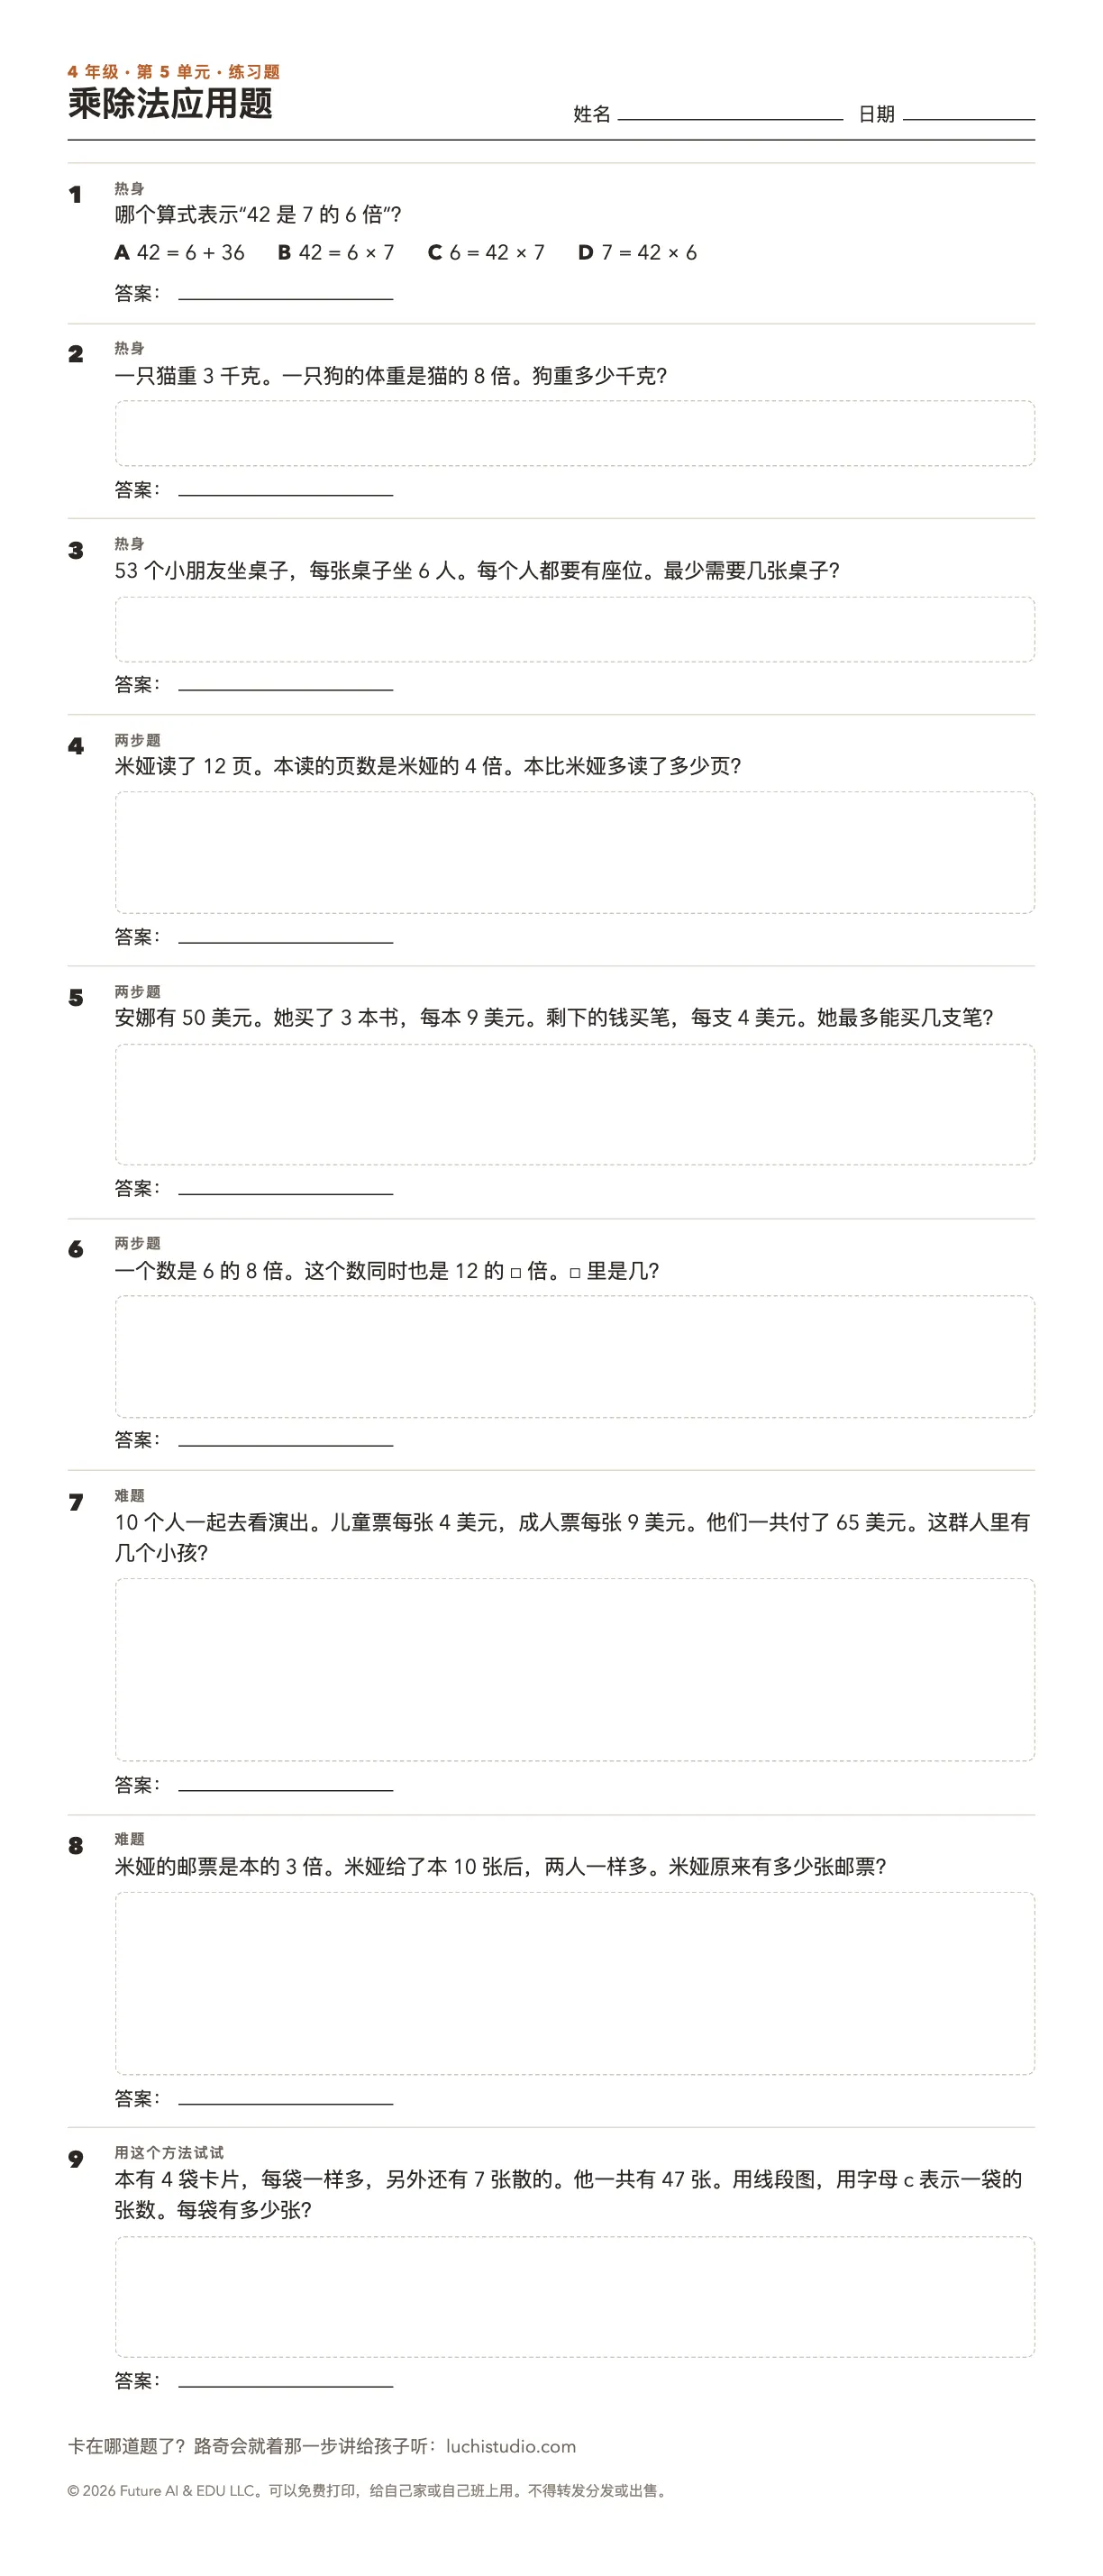 4 年级 · 第 5 单元 · 练习题
乘除法应用题
姓名 日期
1
热身
哪个算式表示“42 是 7 的 6 倍”?
A 42 = 6 + 36 B 42 = 6 × 7 C 6 = 42 × 7 D 7 = 42 × 6
答案:
2
热身
一只猫重 3 千克。一只狗的体重是猫的 8 倍。狗重多少千克?
答案:
3
热身
53 个小朋友坐桌子，每张桌子坐 6 人。每个人都要有座位。最少需要几张桌子?
答案:
4
两步题
米娅读了 12 页。本读的页数是米娅的 4 倍。本比米娅多读了多少页?
答案:
5
两步题
安娜有 50 美元。她买了 3 本书，每本 9 美元。剩下的钱买笔，每支 4 美元。她最多能买几支笔?
答案:
6
两步题
一个数是 6 的 8 倍。这个数同时也是 12 的 □ 倍。□ 里是几?
答案:
7
难题
10 个人一起去看演出。儿童票每张 4 美元，成人票每张 9 美元。他们一共付了 65 美元。这群人里有
几个小孩?
答案:
8
难题
米娅的邮票是本的 3 倍。米娅给了本 10 张后，两人一样多。米娅原来有多少张邮票?
答案:
9
用这个方法试试
本有 4 袋卡片，每袋一样多，另外还有 7 张散的。他一共有 47 张。用线段图，用字母 c 表示一袋的
张数。每袋有多少张?
答案:
卡在哪道题了? 路奇会就着那一步讲给孩子听: luchistudio.com
© 2026 Future AI & EDU LLC。可以免费打印，给自己家或自己班上用。不得转发分发或出售。